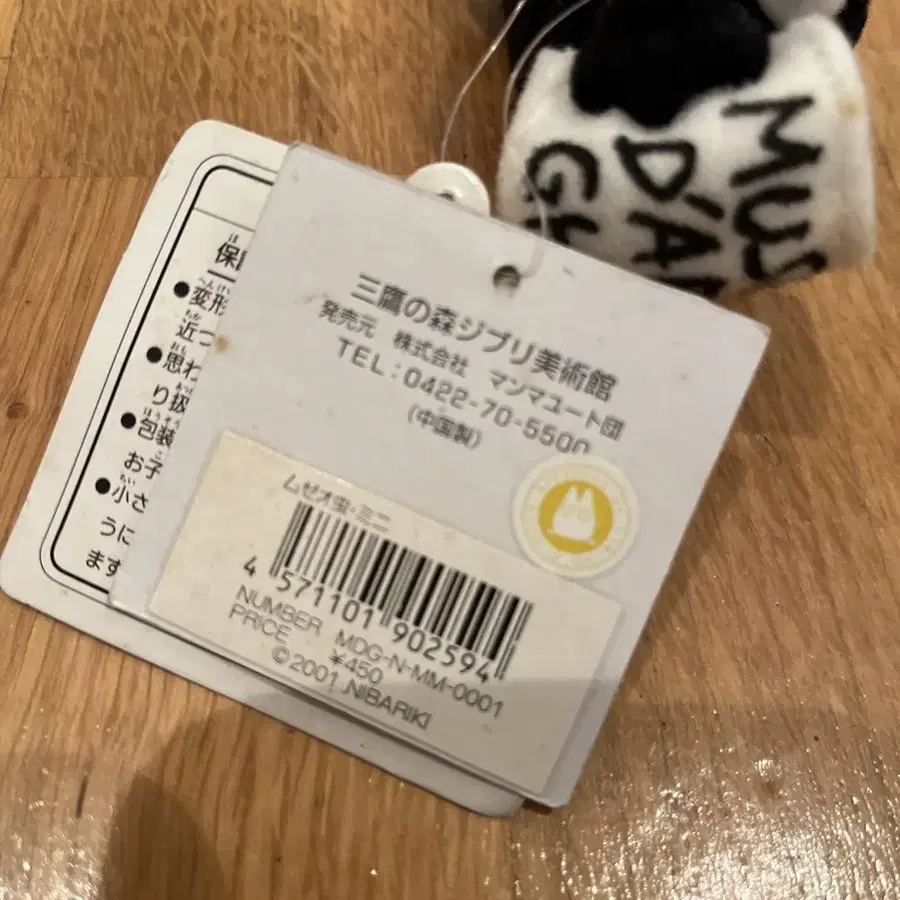 MUS
D'A
G
三鷹の森ジブリ美術館
発売元 株式会社 マンマユート団
TEL:0422-70-5500
(中国製)
ムゼオ虫・ミニ
4 571101 902594
NUMBER MDG-N-MM-0001
PRICE ¥450
©2001 NIBARIKI
保
●変形
近づ
●思わ
り扱
●包装
お子
●小さ
うに
ます